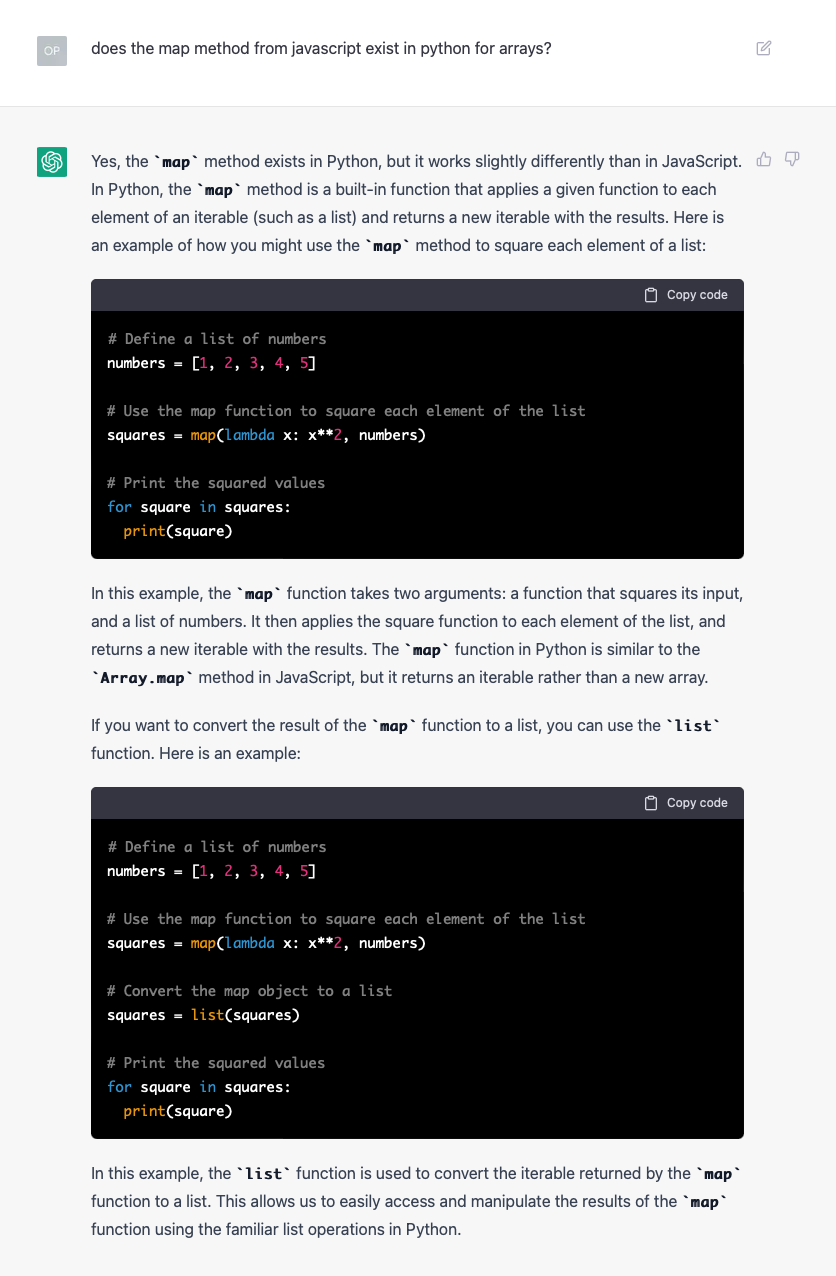 OP
does the map method from javascript exist in python for arrays?
Yes, the `map` method exists in Python, but it works slightly differently than in JavaScript.
In Python, the `map` method is a built-in function that applies a given function to each
element of an iterable (such as a list) and returns a new iterable with the results. Here is
an example of how you might use the `map` method to square each element of a list:
Copy code
# Define a list of numbers
numbers = [1, 2, 3, 4, 5]
# Use the map function to square each element of the list
squares = map(lambda x: x**2, numbers)
# Print the squared values
for square in squares:
  print(square)
In this example, the `map` function takes two arguments: a function that squares its input,
and a list of numbers. It then applies the square function to each element of the list, and
returns a new iterable with the results. The `map` function in Python is similar to the
`Array.map` method in JavaScript, but it returns an iterable rather than a new array.
If you want to convert the result of the `map` function to a list, you can use the `list`
function. Here is an example:
Copy code
# Define a list of numbers
numbers = [1, 2, 3, 4, 5]
# Use the map function to square each element of the list
squares = map(lambda x: x**2, numbers)
# Convert the map object to a list
squares = list(squares)
# Print the squared values
for square in squares:
  print(square)
In this example, the `list` function is used to convert the iterable returned by the `map`
function to a list. This allows us to easily access and manipulate the results of the `map`
function using the familiar list operations in Python.